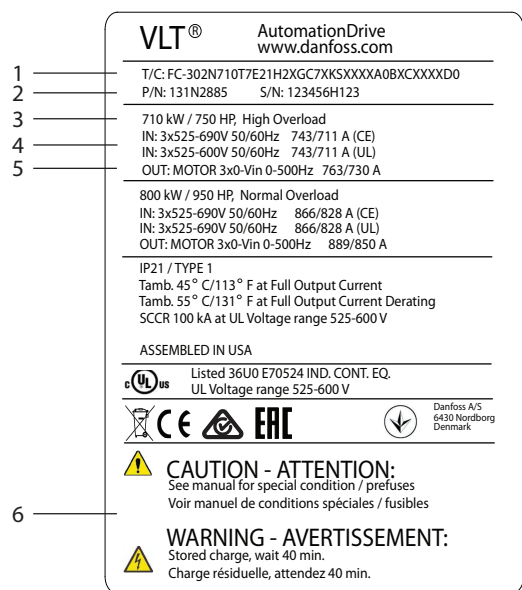 VLT® AutomationDrive
www.danfoss.com
1 T/C: FC-302N710T7E21H2XGC7XKSXXXXA0BXCXXXXD0
2 P/N: 131N2885 S/N: 123456H123
3 710 kW / 750 HP, High Overload
4 IN: 3x525-690V 50/60Hz 743/711 A (CE)
IN: 3x525-600V 50/60Hz 743/711 A (UL)
5 OUT: MOTOR 3x0-Vin 0-500Hz 763/730 A
800 kW / 950 HP, Normal Overload
IN: 3x525-690V 50/60Hz 866/828 A (CE)
IN: 3x525-690V 50/60Hz 866/828 A (UL)
OUT: MOTOR 3x0-Vin 0-500Hz 889/850 A
IP21 / TYPE 1
Tamb. 45° C/113° F at Full Output Current
Tamb. 55° C/131° F at Full Output Current Derating
SCCR 100 kA at UL Voltage range 525-600 V
ASSEMBLED IN USA
c UL us Listed 36U0 E70524 IND. CONT. EQ.
UL Voltage range 525-600 V
CE EAC
Danfoss A/S
6430 Nordborg
Denmark
CAUTION - ATTENTION:
See manual for special condition / prefuses
Voir manuel de conditions spéciales / fusibles
6
WARNING - AVERTISSEMENT:
Stored charge, wait 40 min.
Charge résiduelle, attendez 40 min.